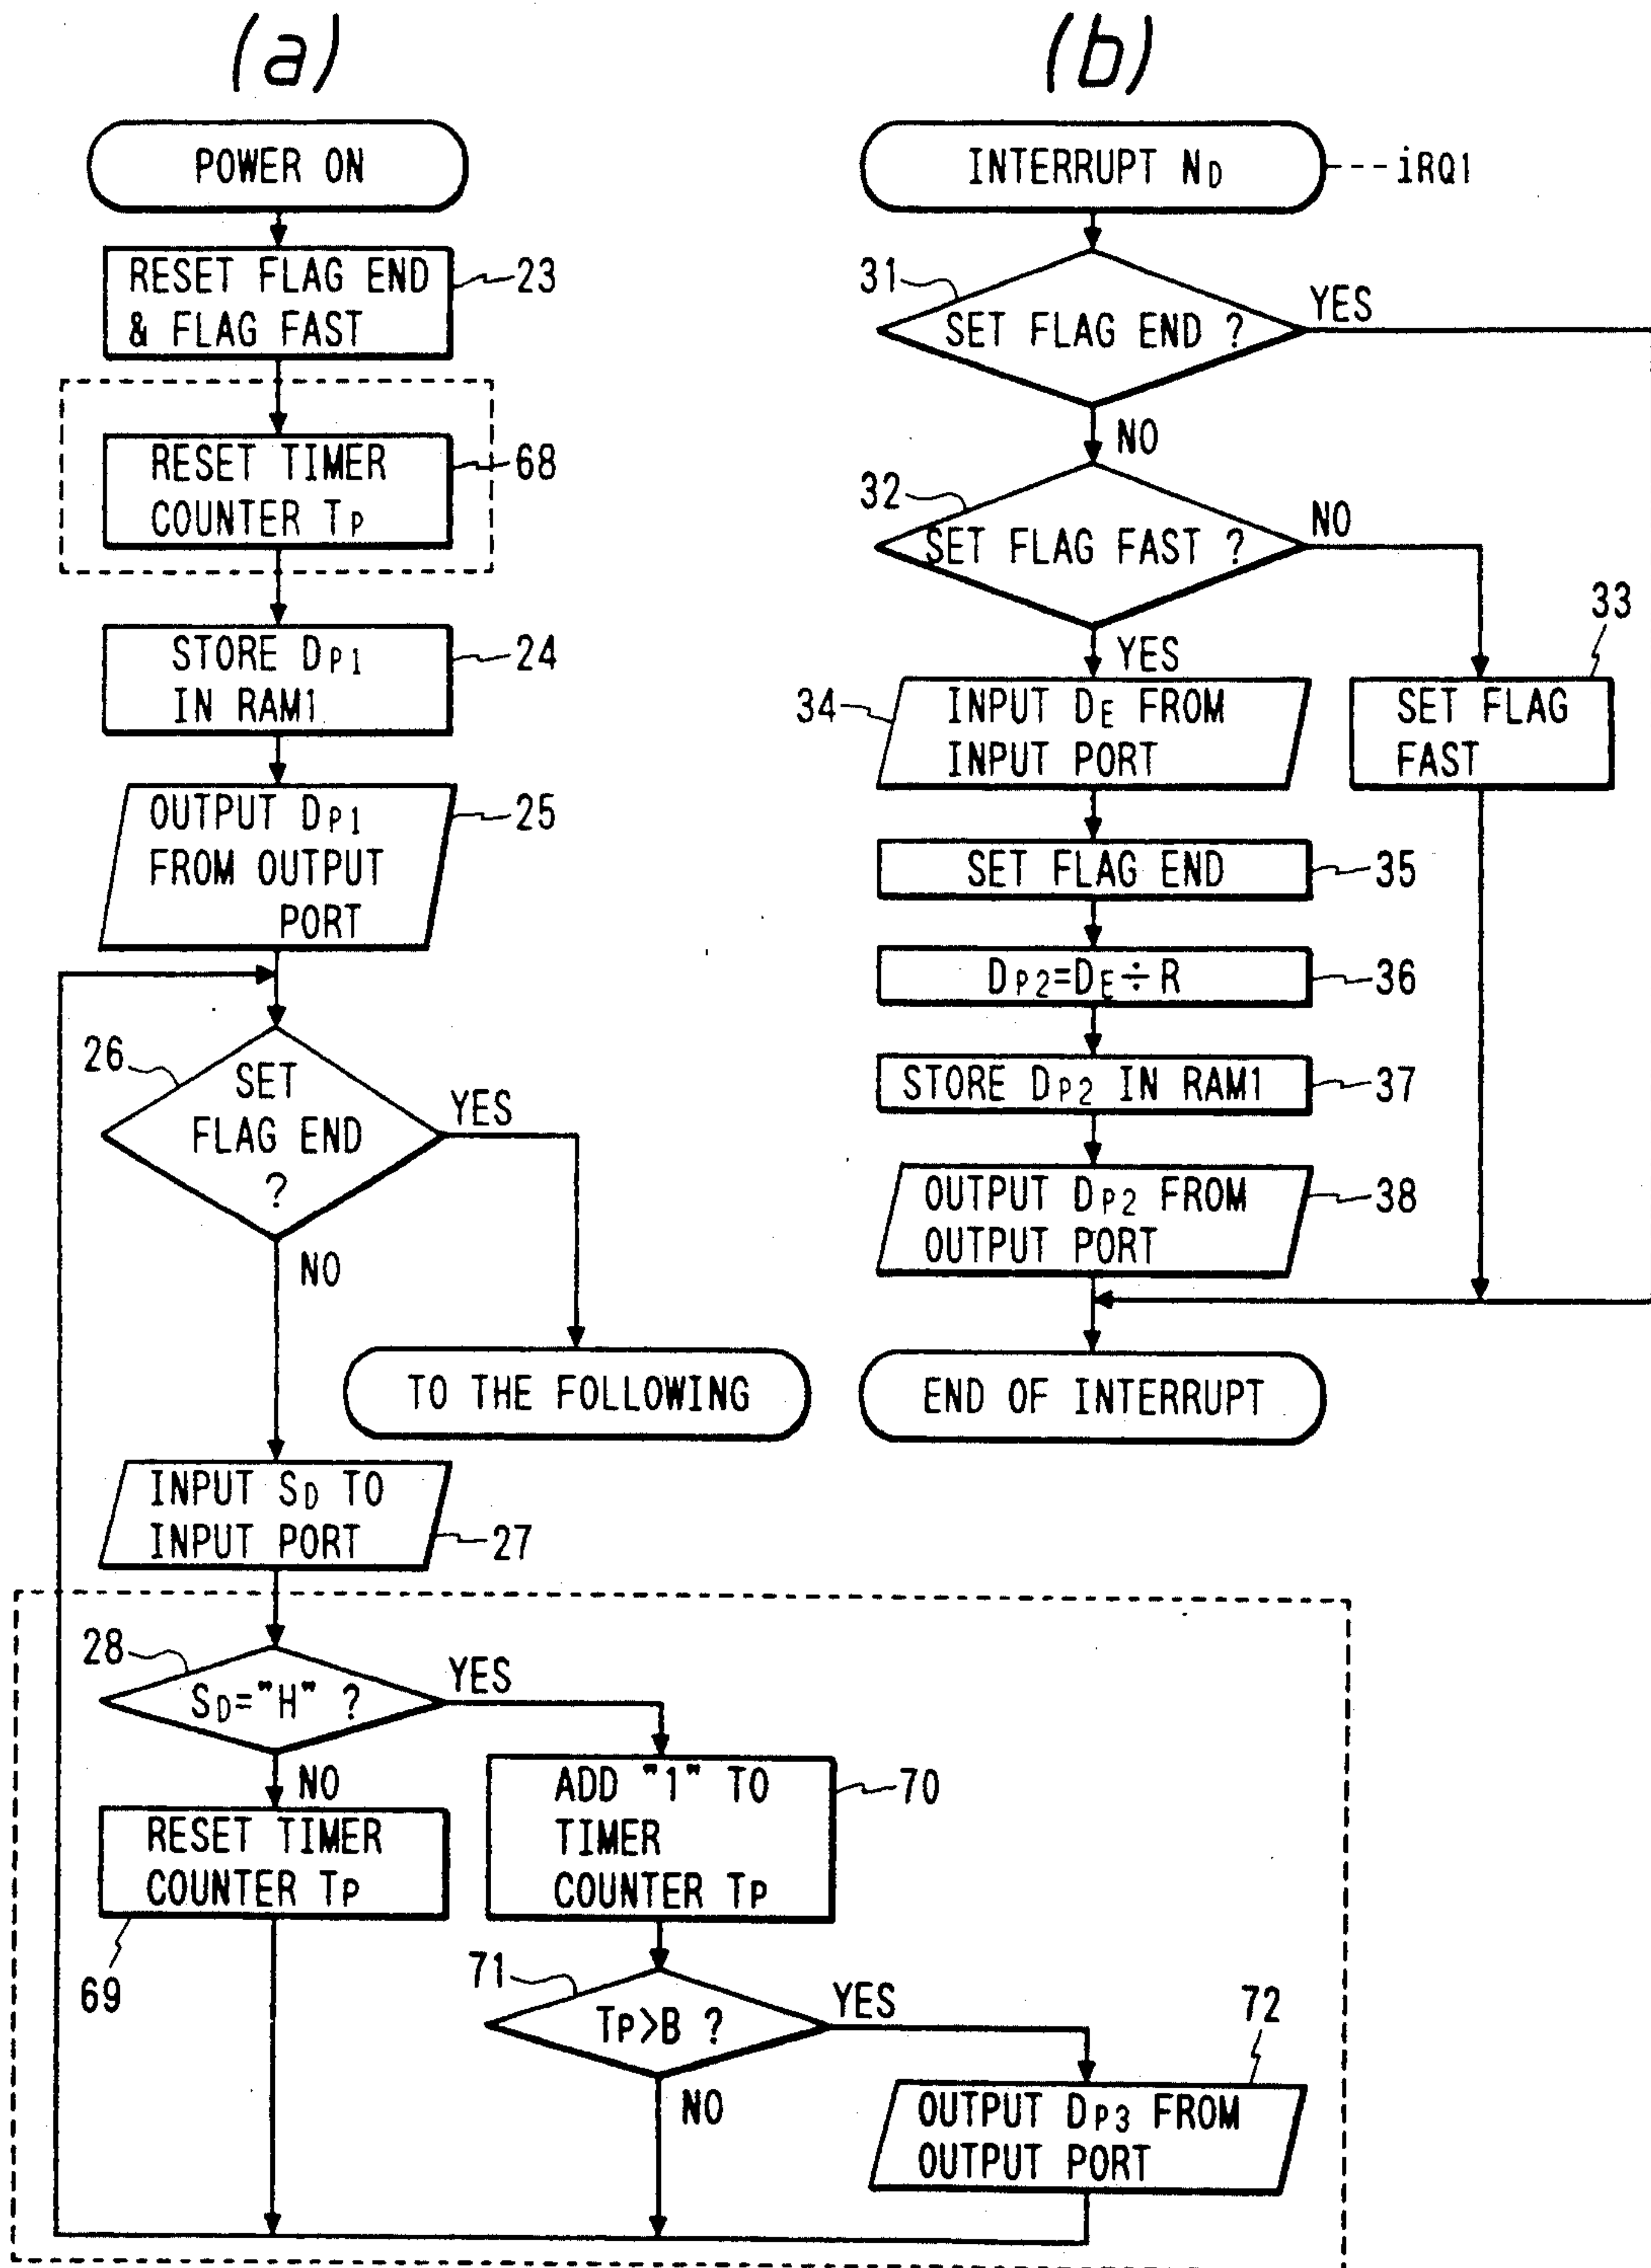 (a)
POWER ON
RESET FLAG END
& FLAG FAST
23
RESET TIMER
COUNTER TP
68
STORE DP1
IN RAM1
24
OUTPUT DP1
FROM OUTPUT
PORT
25
26
SET
FLAG END
?
YES
NO
TO THE FOLLOWING
INPUT SD TO
INPUT PORT
27
28
SD="H" ?
YES
NO
RESET TIMER
COUNTER TP
69
ADD "1" TO
TIMER
COUNTER TP
70
71
TP>B ?
YES
NO
72
OUTPUT DP3 FROM
OUTPUT PORT
(b)
INTERRUPT ND
iRQ1
31
SET FLAG END ?
YES
NO
32
SET FLAG FAST ?
NO
YES
33
SET FLAG
FAST
34
INPUT DE FROM
INPUT PORT
SET FLAG END
35
DP2=DE÷R
36
STORE DP2 IN RAM1
37
OUTPUT DP2 FROM
OUTPUT PORT
38
END OF INTERRUPT